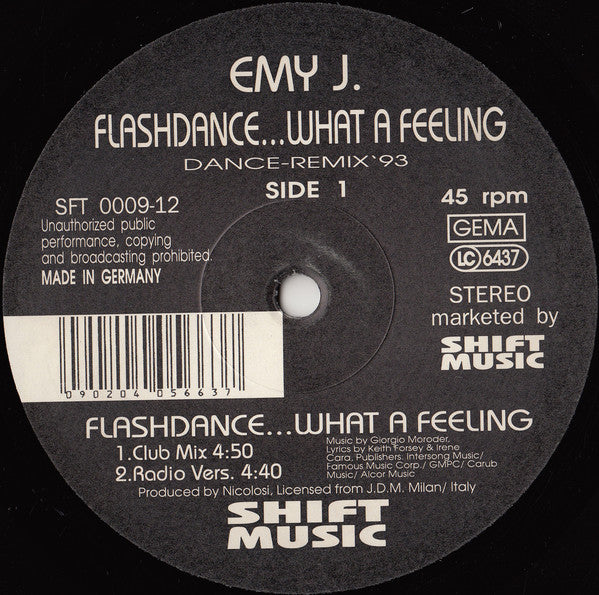 EMY J.
FLASHDANCE...WHAT A FEELING
DANCE-REMIX'93
SIDE 1
SFT 0009-12
Unauthorized public
performance, copying
and broadcasting prohibited.
MADE IN GERMANY
45 rpm
GEMA
LC 6437
STEREO
marketed by
SHIFT
MUSIC
090204 056637
FLASHDANCE...WHAT A FEELING
1.Club Mix 4:50
2.Radio Vers. 4:40
Music by Giorgio Moroder,
Lyrics by Keith Forsey & Irene
Cara, Publishers. Intersong Music/
Famous Music Corp./ GMPC/ Carub
Music/ Alcor Music
Produced by Nicolosi, Licensed from J.D.M. Milan/ Italy
SHIFT
MUSIC